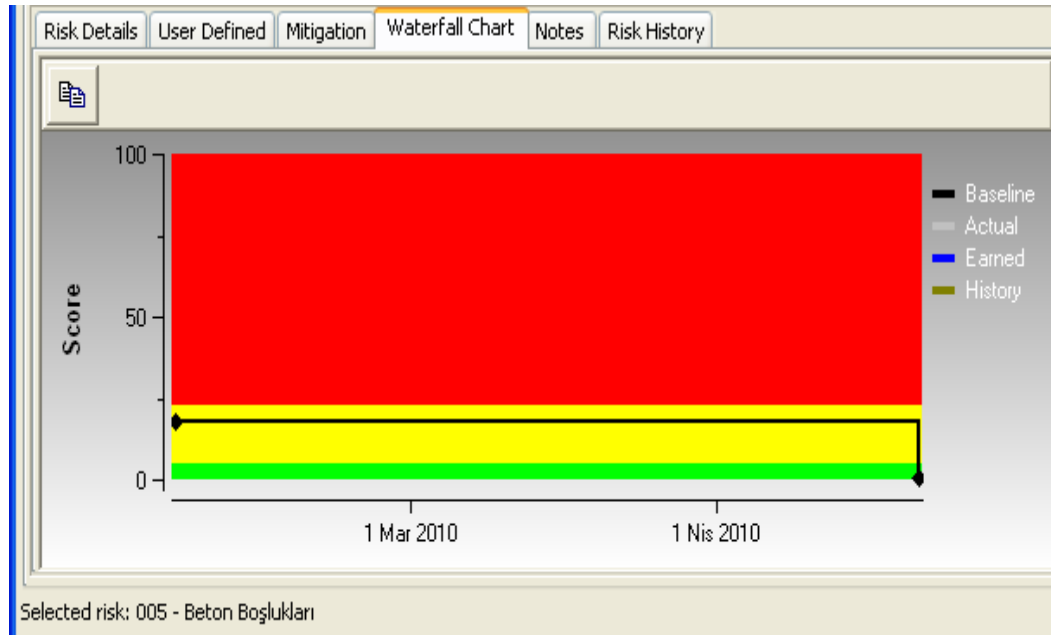 Risk Details User Defined Mitigation Waterfall Chart Notes Risk History
100
50
0
Score
1 Mar 2010 1 Nis 2010
Baseline
Actual
Earned
History
Selected risk: 005 - Beton Boşlukları